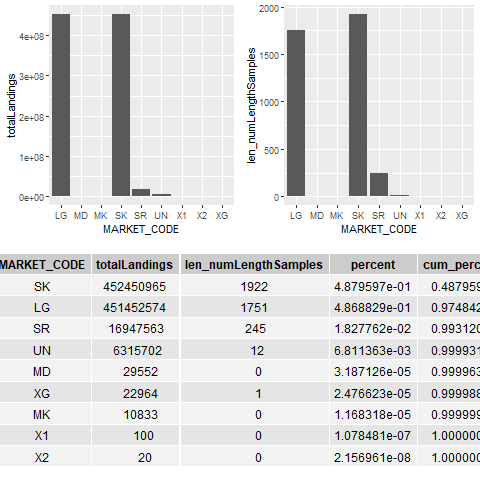 4e+08
3e+08
2e+08
1e+08
0e+00
totalLandings
LG MD MK SK SR UN X1 X2 XG
MARKET_CODE
2000
1500
1000
500
0
len_numLengthSamples
LG MD MK SK SR UN X1 X2 XG
MARKET_CODE
MARKET_CODE totalLandings len_numLengthSamples percent cum_perc
SK 452450965 1922 4.879597e-01 0.487959
LG 451452574 1751 4.868829e-01 0.974842
SR 16947563 245 1.827762e-02 0.993120
UN 6315702 12 6.811363e-03 0.999931
MD 29552 0 3.187126e-05 0.999963
XG 22964 1 2.476623e-05 0.999988
MK 10833 0 1.168318e-05 0.999999
X1 100 0 1.078481e-07 1.000000
X2 20 0 2.156961e-08 1.000000